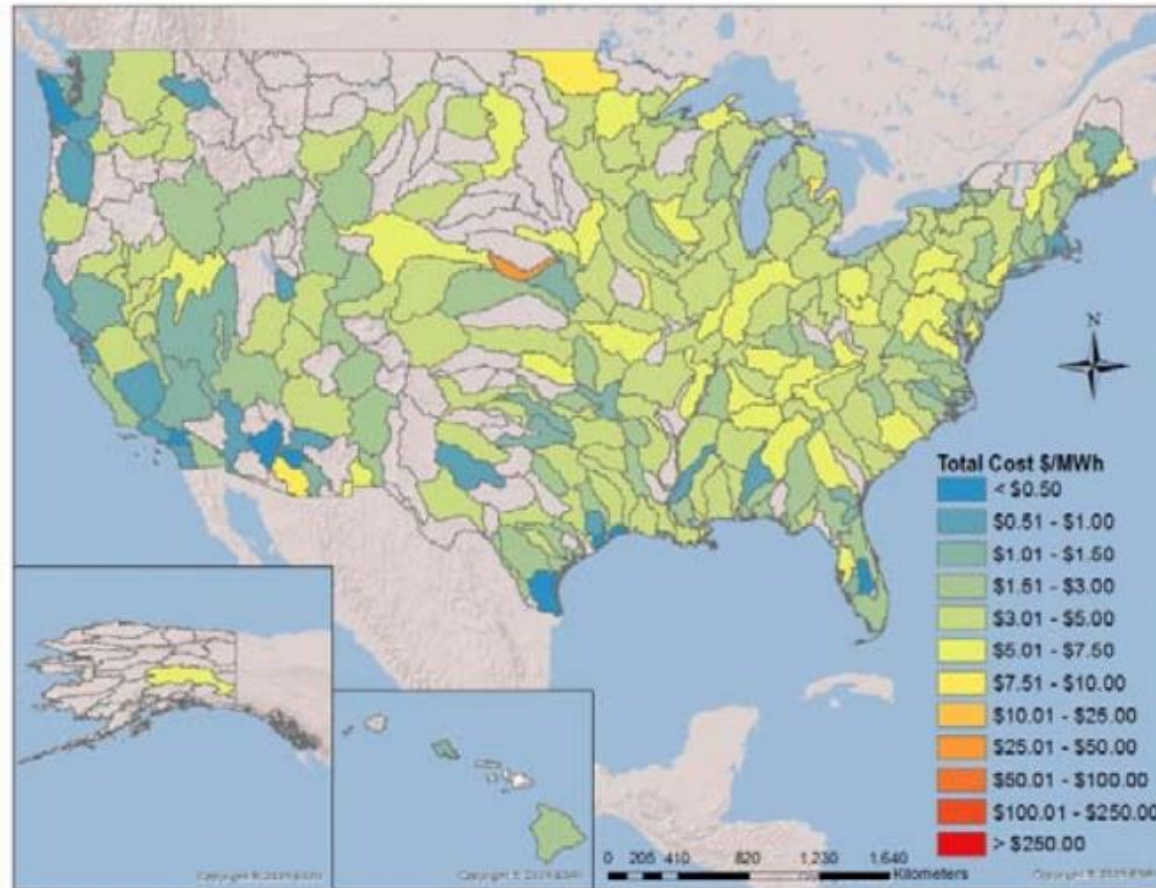 N
Total Cost $/MWh
< $0.50
$0.51 - $1.00
$1.01 - $1.50
$1.51 - $3.00
$3.01 - $5.00
$5.01 - $7.50
$7.51 - $10.00
$10.01 - $25.00
$25.01 - $50.00
$50.01 - $100.00
$100.01 - $250.00
> $250.00
0 205 410 820 1,230 1,640
Kilometers